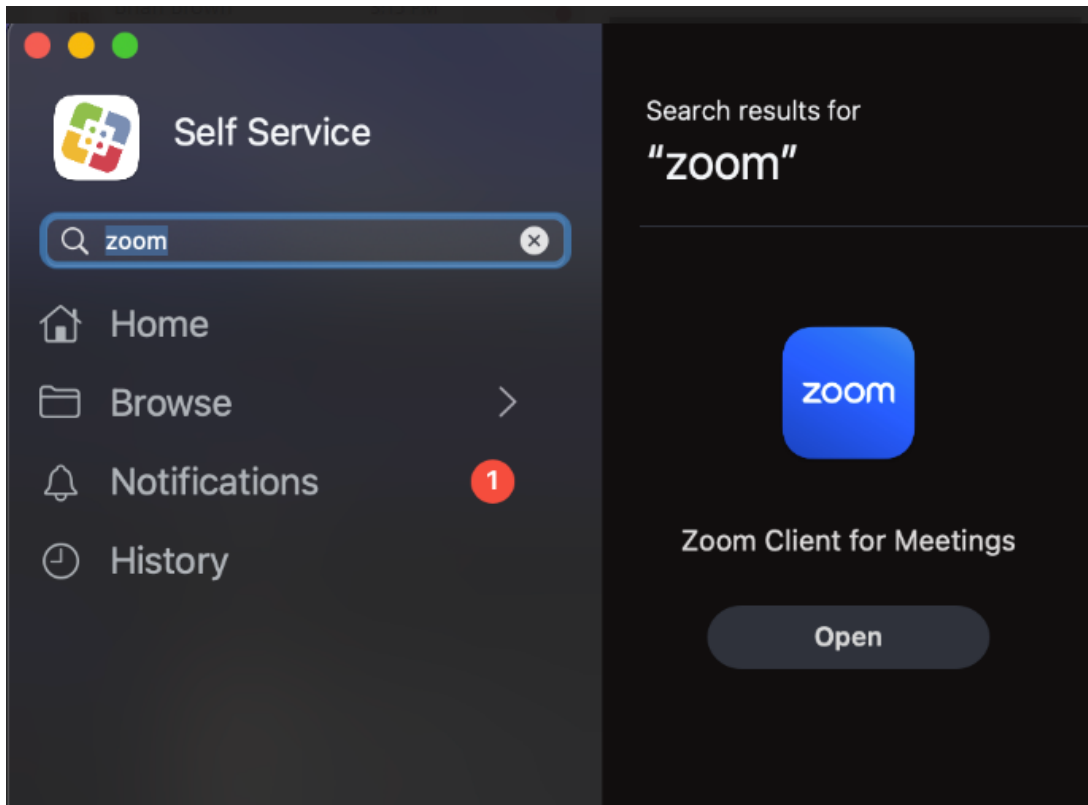 Self Service
zoom
Home
Browse
Notifications
1
History
Search results for
“zoom”
zoom
Zoom Client for Meetings
Open